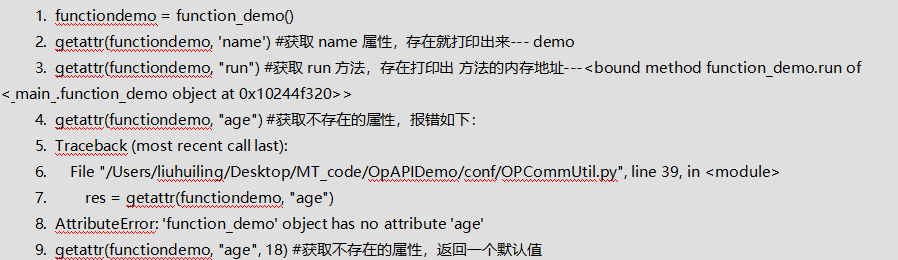 1. functiondemo = function_demo()
2. getattr(functiondemo, 'name') #获取 name 属性，存在就打印出来--- demo
3. getattr(functiondemo, "run") #获取 run 方法，存在打印出 方法的内存地址---<bound method function_demo.run of
<_main_.function_demo object at 0x10244f320>>
4. getattr(functiondemo, "age") #获取不存在的属性，报错如下：
5. Traceback (most recent call last):
6. File "/Users/liuhuiling/Desktop/MT_code/OpAPIDemo/conf/OPCommUtil.py", line 39, in <module>
7. res = getattr(functiondemo, "age")
8. AttributeError: 'function_demo' object has no attribute 'age'
9. getattr(functiondemo, "age", 18) #获取不存在的属性，返回一个默认值